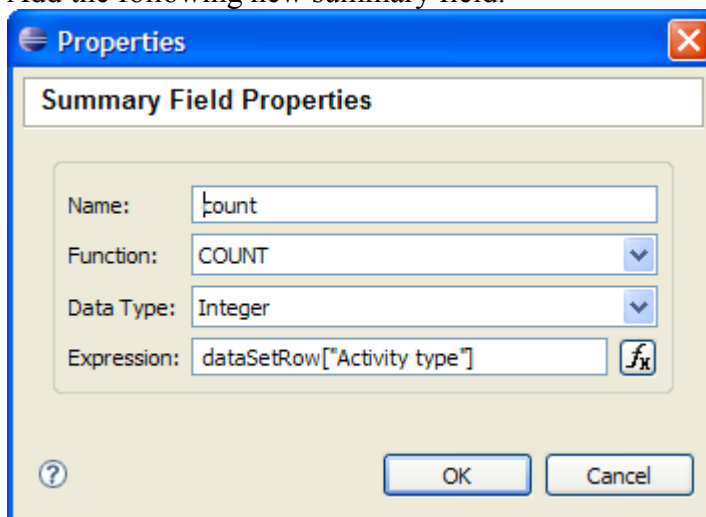 Add the following new summary field:
Properties
Summary Field Properties
Name: count
Function: COUNT
Data Type: Integer
Expression: dataSetRow["Activity type"] fx
OK Cancel